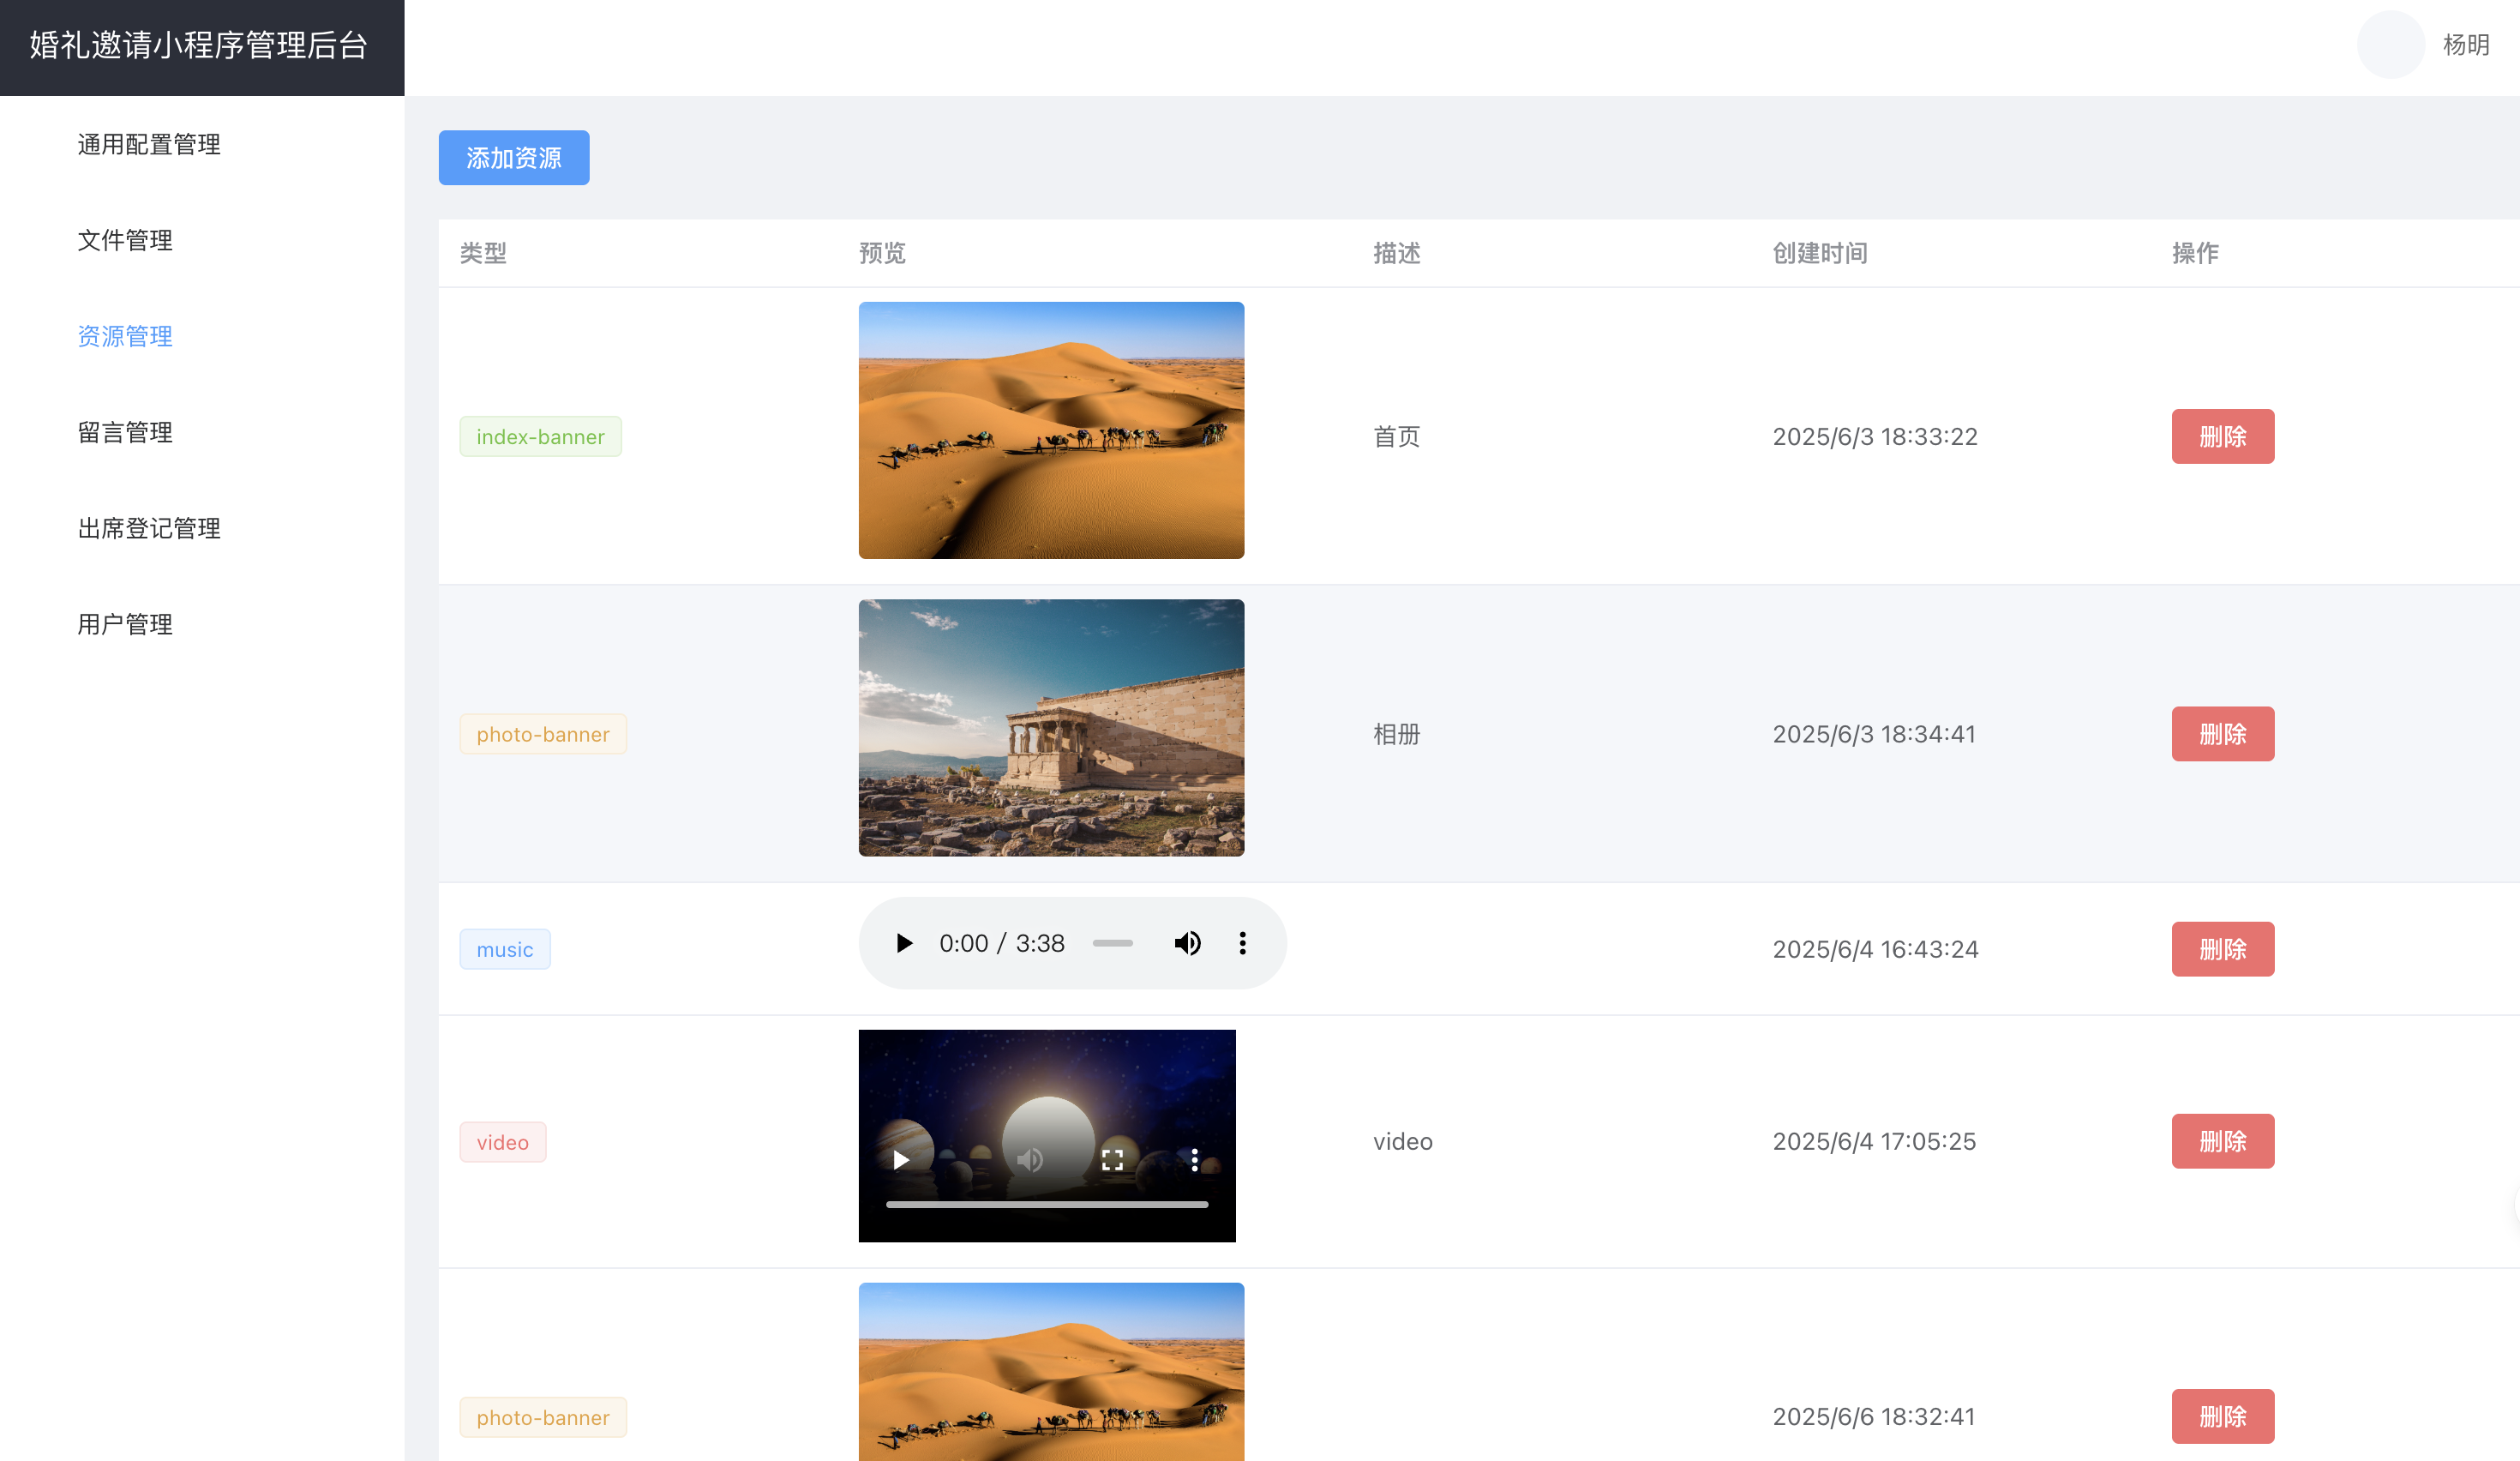 婚礼邀请小程序管理后台
杨明
通用配置管理
文件管理
资源管理
留言管理
出席登记管理
用户管理
添加资源
类型 预览 描述 创建时间 操作
index-banner 首页 2025/6/3 18:33:22 删除
photo-banner 相册 2025/6/3 18:34:41 删除
music 0:00 / 3:38 2025/6/4 16:43:24 删除
video video 2025/6/4 17:05:25 删除
photo-banner 2025/6/6 18:32:41 删除